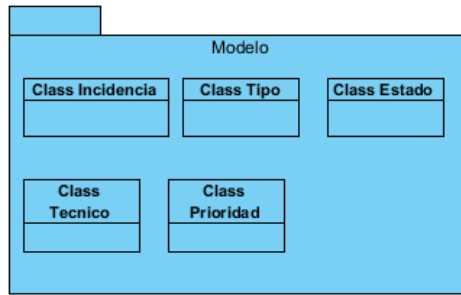 Modelo
Class Incidencia
Class Tipo
Class Estado
Class
Tecnico
Class
Prioridad